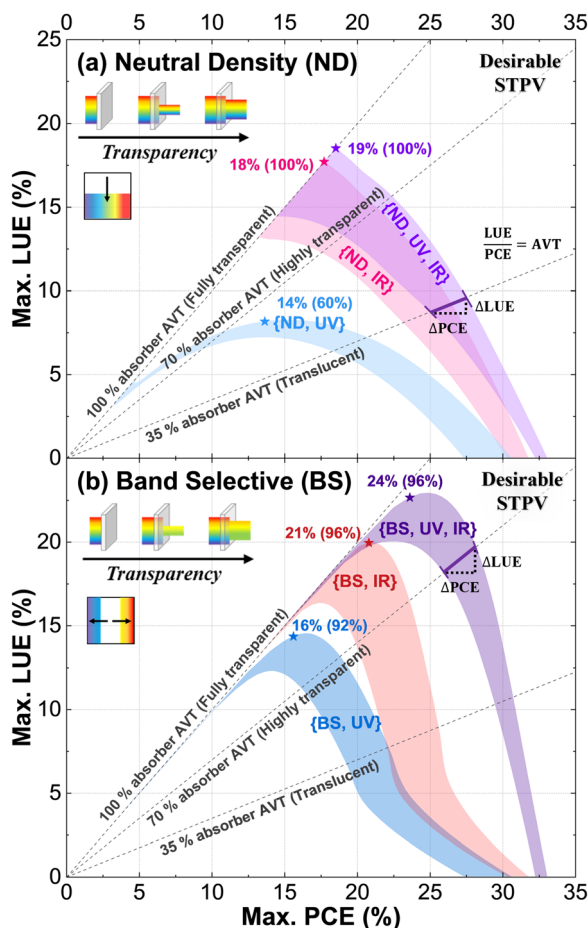 25
20
15
10
5
0
Max. LUE (%)
(a) Neutral Density (ND)
Transparency
0 5 10 15 20 25 30 35
Desirable
STPV
19% (100%)
18% (100%)
{ND, UV, IR}
{ND, IR}
14% (60%)
{ND, UV}
LUE
PCE = AVT
ΔLUE
ΔPCE
100 % absorber AVT (Fully transparent)
70 % absorber AVT (Highly transparent)
35 % absorber AVT (Translucent)
20
15
10
5
0
Max. LUE (%)
(b) Band Selective (BS)
Transparency
Desirable
STPV
24% (96%)
{BS, UV, IR}
21% (96%)
{BS, IR}
16% (92%)
{BS, UV}
ΔLUE
ΔPCE
100 % absorber AVT (Fully transparent)
70 % absorber AVT (Highly transparent)
35 % absorber AVT (Translucent)
0 5 10 15 20 25 30 35
Max. PCE (%)